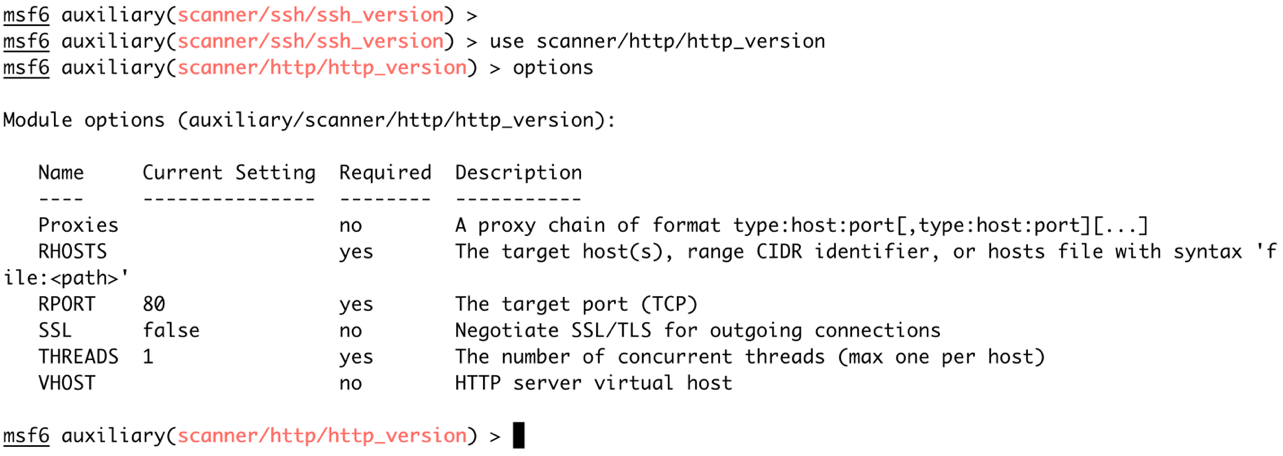 msf6 auxiliary(scanner/ssh/ssh_version) >
msf6 auxiliary(scanner/ssh/ssh_version) > use scanner/http/http_version
msf6 auxiliary(scanner/http/http_version) > options
Module options (auxiliary/scanner/http/http_version):
Name     Current Setting  Required  Description
----     ---------------  --------  -----------
Proxies                   no        A proxy chain of format type:host:port[,type:host:port][...]
RHOSTS                    yes       The target host(s), range CIDR identifier, or hosts file with syntax 'f
ile:<path>'
RPORT    80               yes       The target port (TCP)
SSL      false            no        Negotiate SSL/TLS for outgoing connections
THREADS  1                yes       The number of concurrent threads (max one per host)
VHOST                     no        HTTP server virtual host
msf6 auxiliary(scanner/http/http_version) >